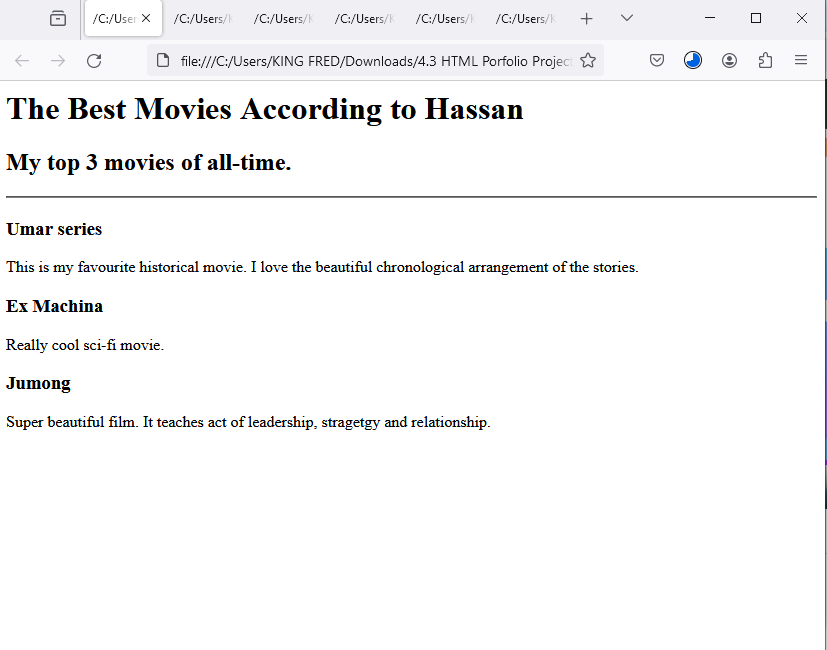 /C:/User
/C:/Users/
/C:/Users/
/C:/Users/
/C:/Users/
/C:/Users/
file:///C:/Users/KING FRED/Downloads/4.3 HTML Porfolio Project
The Best Movies According to Hassan
My top 3 movies of all-time.
Umar series
This is my favourite historical movie. I love the beautiful chronological arrangement of the stories.
Ex Machina
Really cool sci-fi movie.
Jumong
Super beautiful film. It teaches act of leadership, stragetgy and relationship.